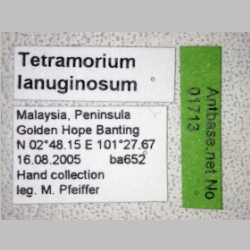 Tetramorium
lanuginosum
Malaysia, Peninsula
Golden Hope Banting
N 02°48.15 E 101°27.67
16.08.2005 ba652
Hand collection
leg. M. Pfeiffer
Antbase.net No
01713